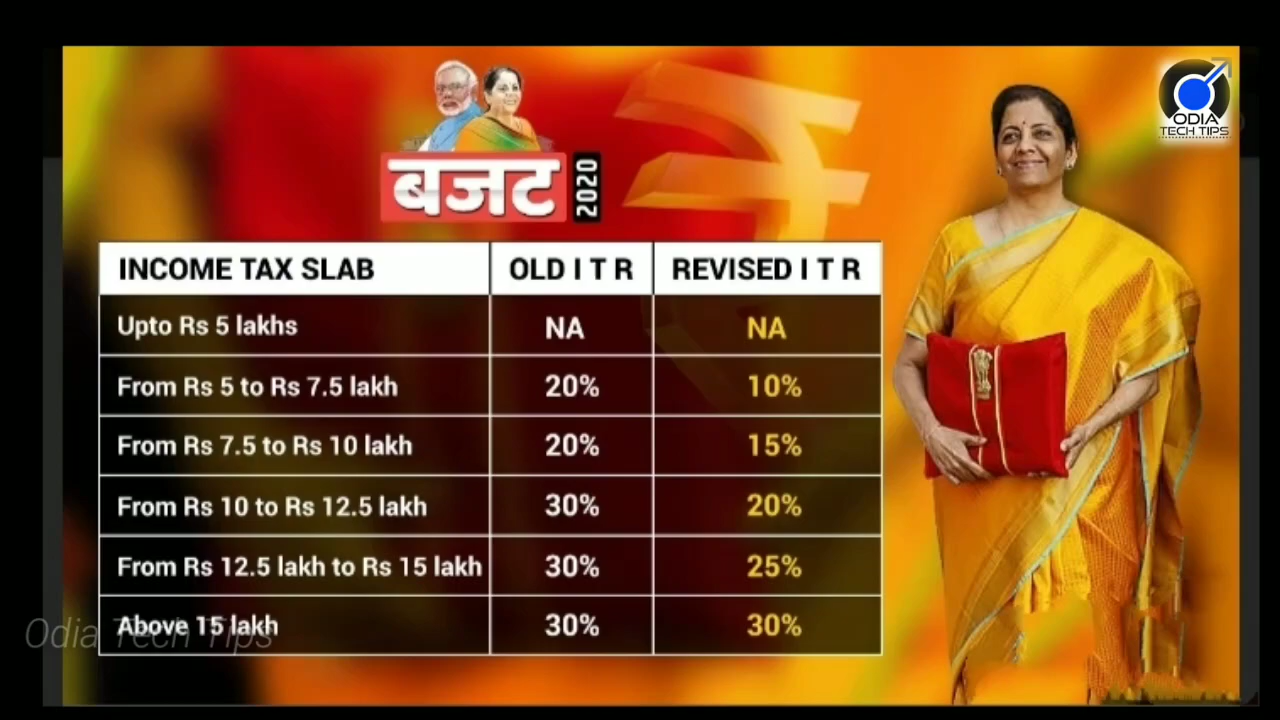 ODIA
TECH TIPS
बजट 2020
INCOME TAX SLAB OLD I T R REVISED I T R
Upto Rs 5 lakhs NA NA
From Rs 5 to Rs 7.5 lakh 20% 10%
From Rs 7.5 to Rs 10 lakh 20% 15%
From Rs 10 to Rs 12.5 lakh 30% 20%
From Rs 12.5 lakh to Rs 15 lakh 30% 25%
Above 15 lakh 30% 30%
Odia Tech Tips